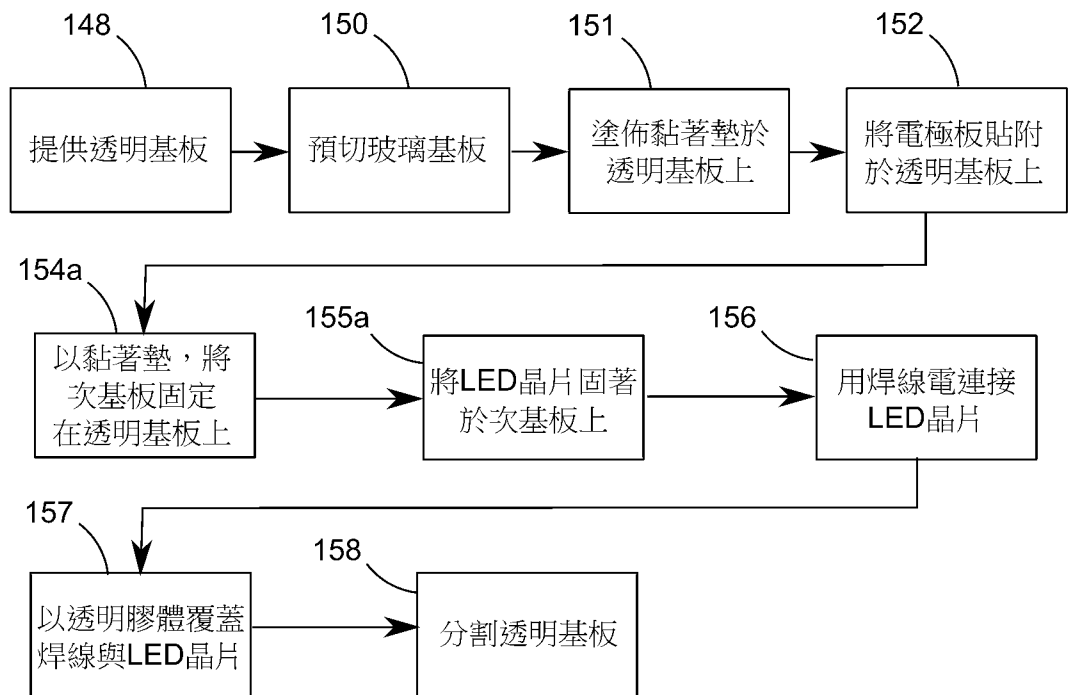 148
提供透明基板
150
預切玻璃基板
151
塗佈黏著墊於
透明基板上
152
將電極板貼附
於透明基板上
154a
以黏著墊，將
次基板固定
在透明基板上
155a
將LED晶片固著
於次基板上
156
用焊線電連接
LED晶片
157
以透明膠體覆蓋
焊線與LED晶片
158
分割透明基板